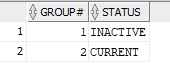 GROUP# STATUS
1 1 INACTIVE
2 2 CURRENT